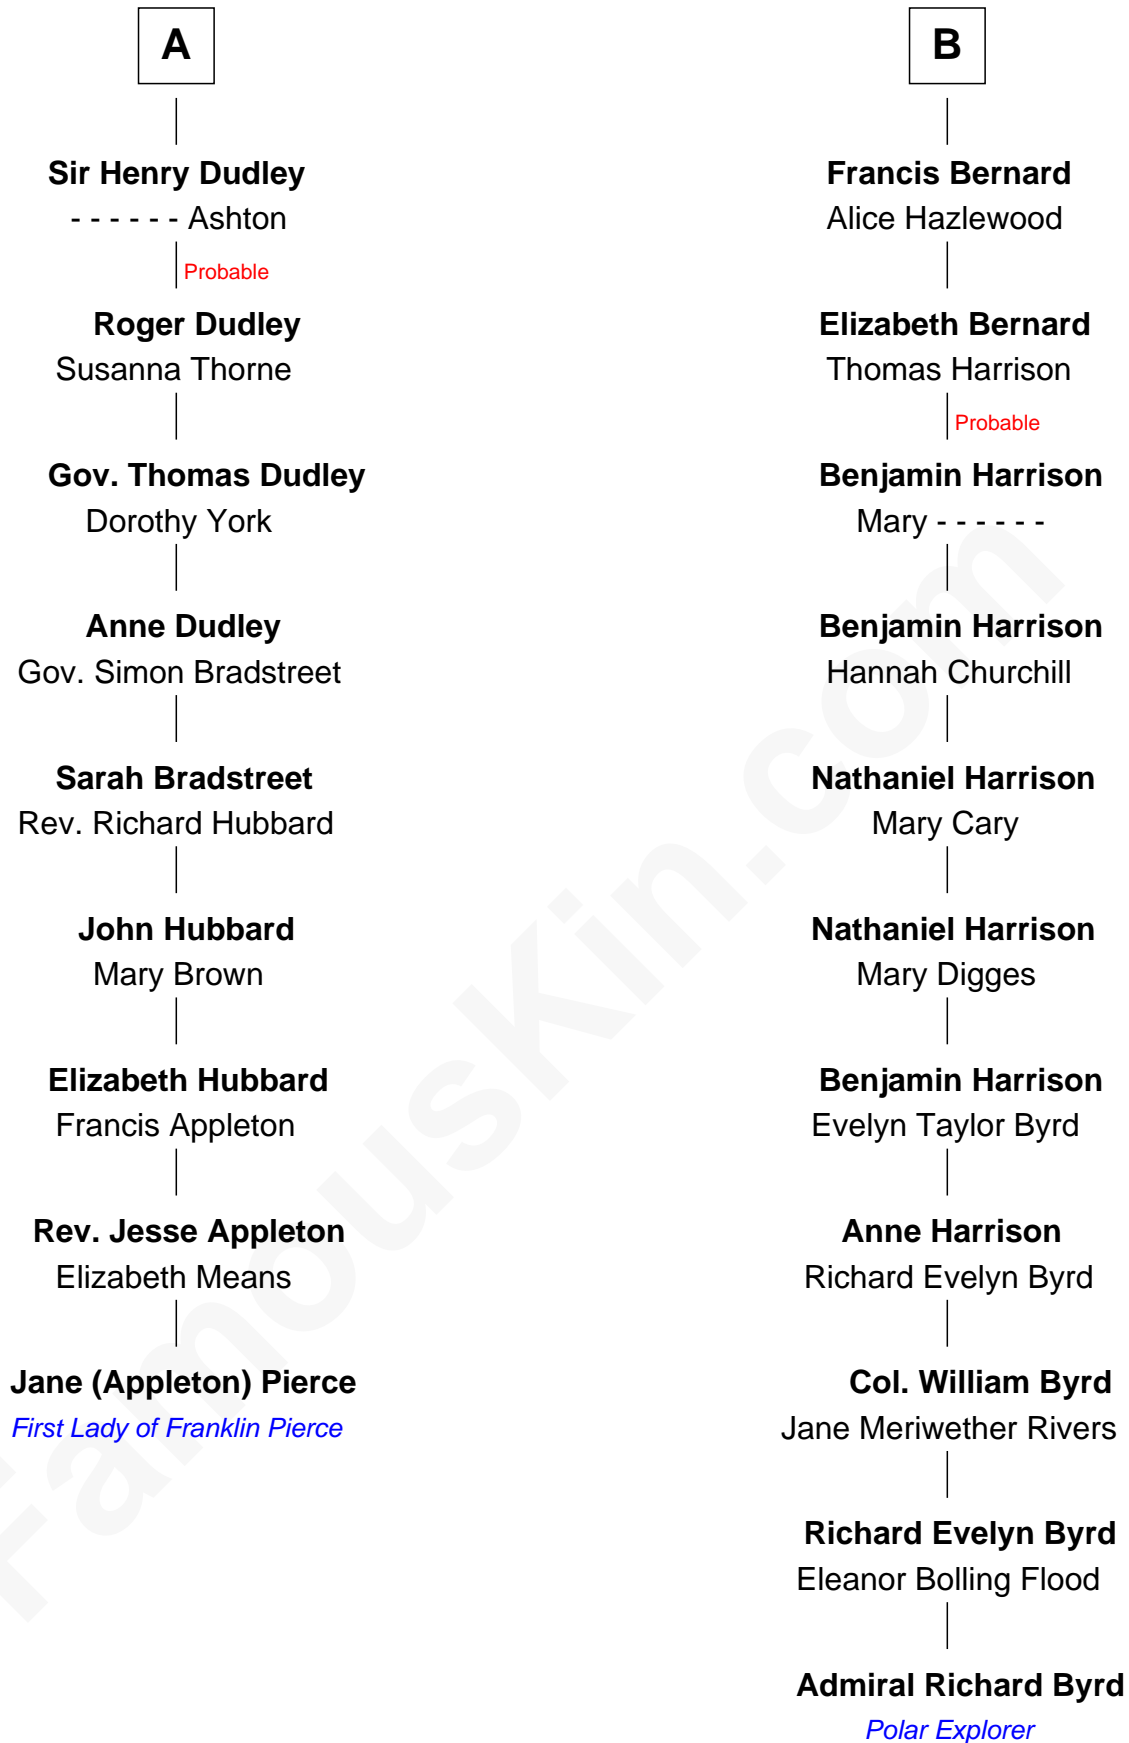 A
Sir Henry Dudley
- - - - - - Ashton
Probable
Roger Dudley
Susanna Thorne
Gov. Thomas Dudley
Dorothy York
Anne Dudley
Gov. Simon Bradstreet
Sarah Bradstreet
Rev. Richard Hubbard
John Hubbard
Mary Brown
Elizabeth Hubbard
Francis Appleton
Rev. Jesse Appleton
Elizabeth Means
Jane (Appleton) Pierce
First Lady of Franklin Pierce
B
Francis Bernard
Alice Hazlewood
Elizabeth Bernard
Thomas Harrison
Probable
Benjamin Harrison
Mary - - - - - -
Benjamin Harrison
Hannah Churchill
Nathaniel Harrison
Mary Cary
Nathaniel Harrison
Mary Digges
Benjamin Harrison
Evelyn Taylor Byrd
Anne Harrison
Richard Evelyn Byrd
Col. William Byrd
Jane Meriwether Rivers
Richard Evelyn Byrd
Eleanor Bolling Flood
Admiral Richard Byrd
Polar Explorer
FamousKin.com